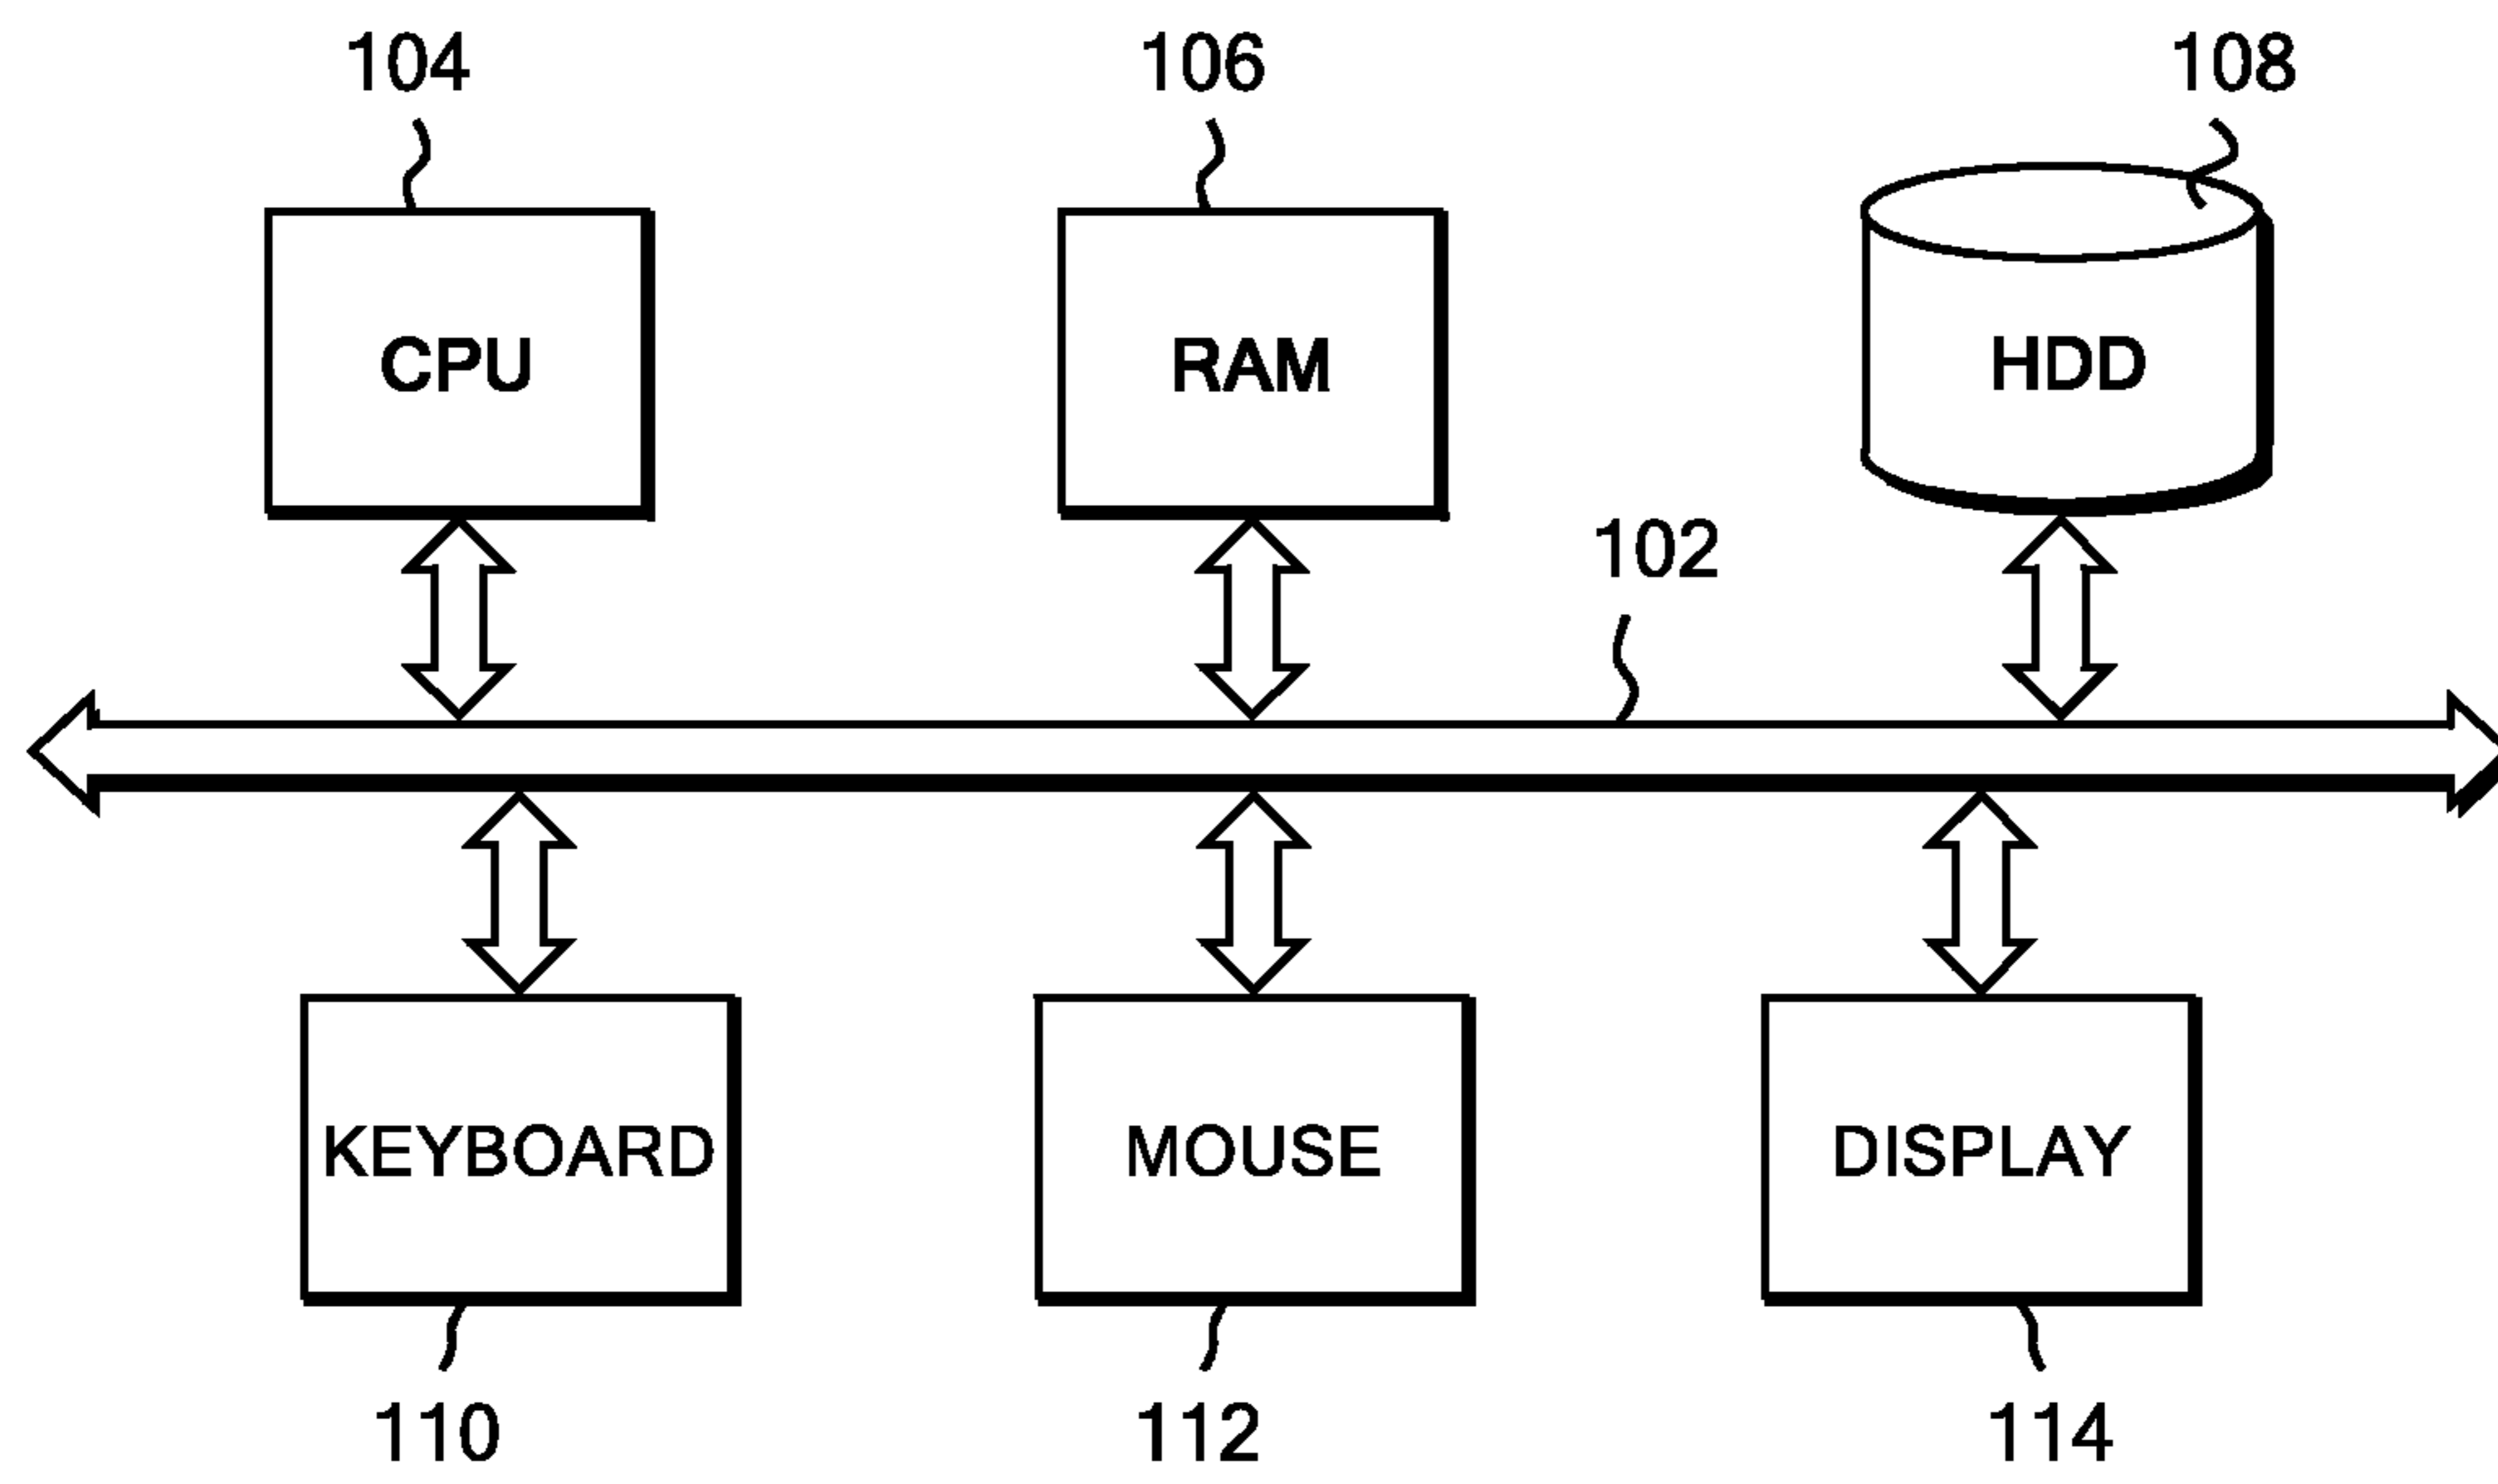 104
106
108
CPU
RAM
HDD
102
KEYBOARD
MOUSE
DISPLAY
110
112
114